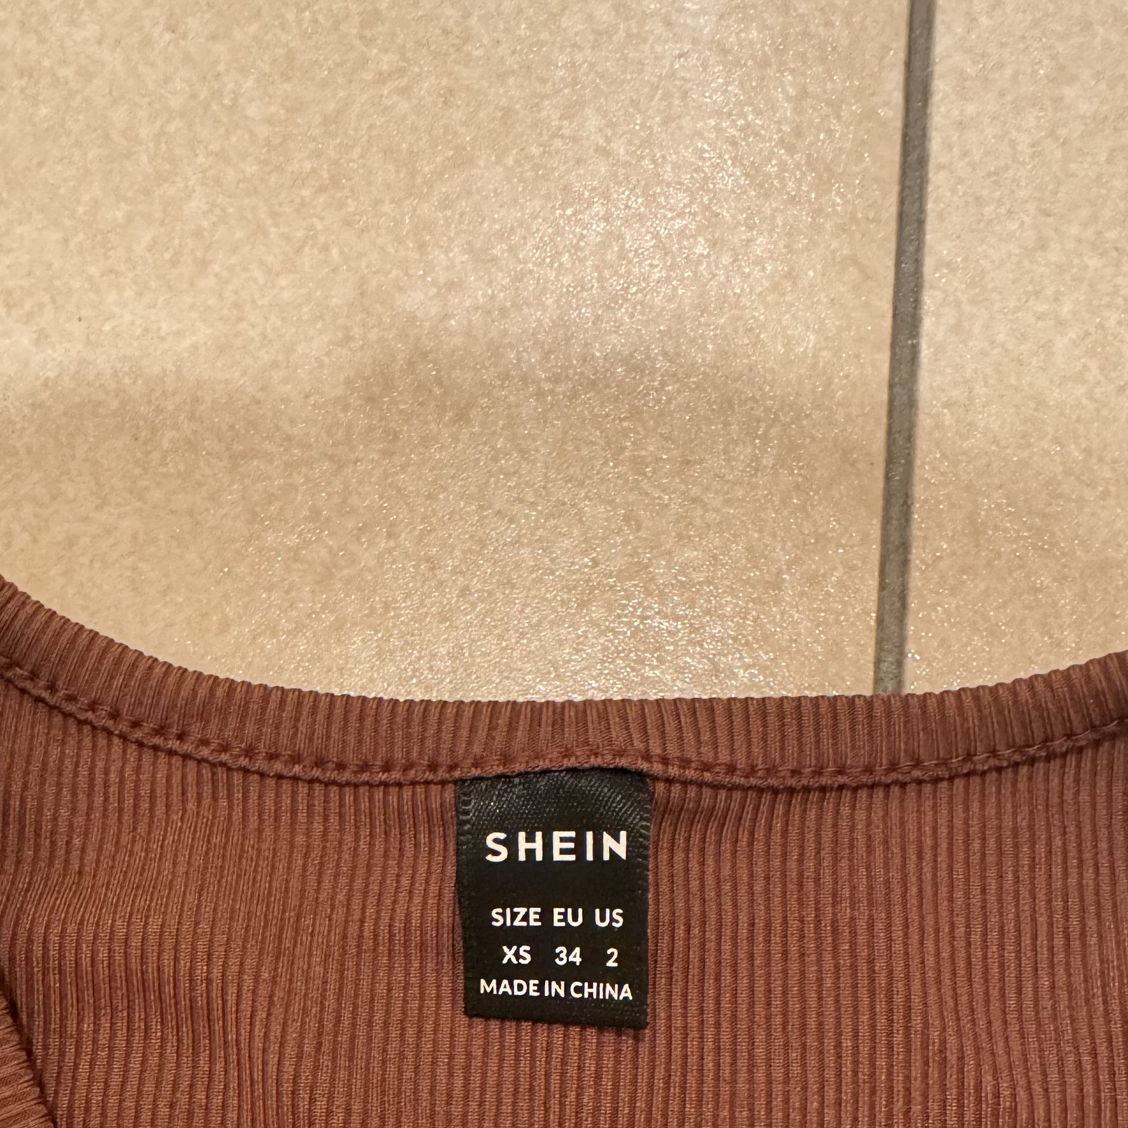 SHEIN
SIZE EU US
XS 34 2
MADE IN CHINA